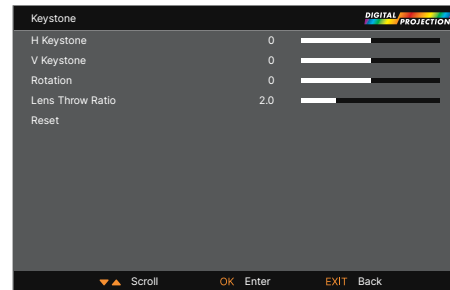 Keystone
DIGITAL
PROJECTION
H Keystone 0
V Keystone 0
Rotation 0
Lens Throw Ratio 2.0
Reset
▼▲ Scroll OK Enter EXIT Back